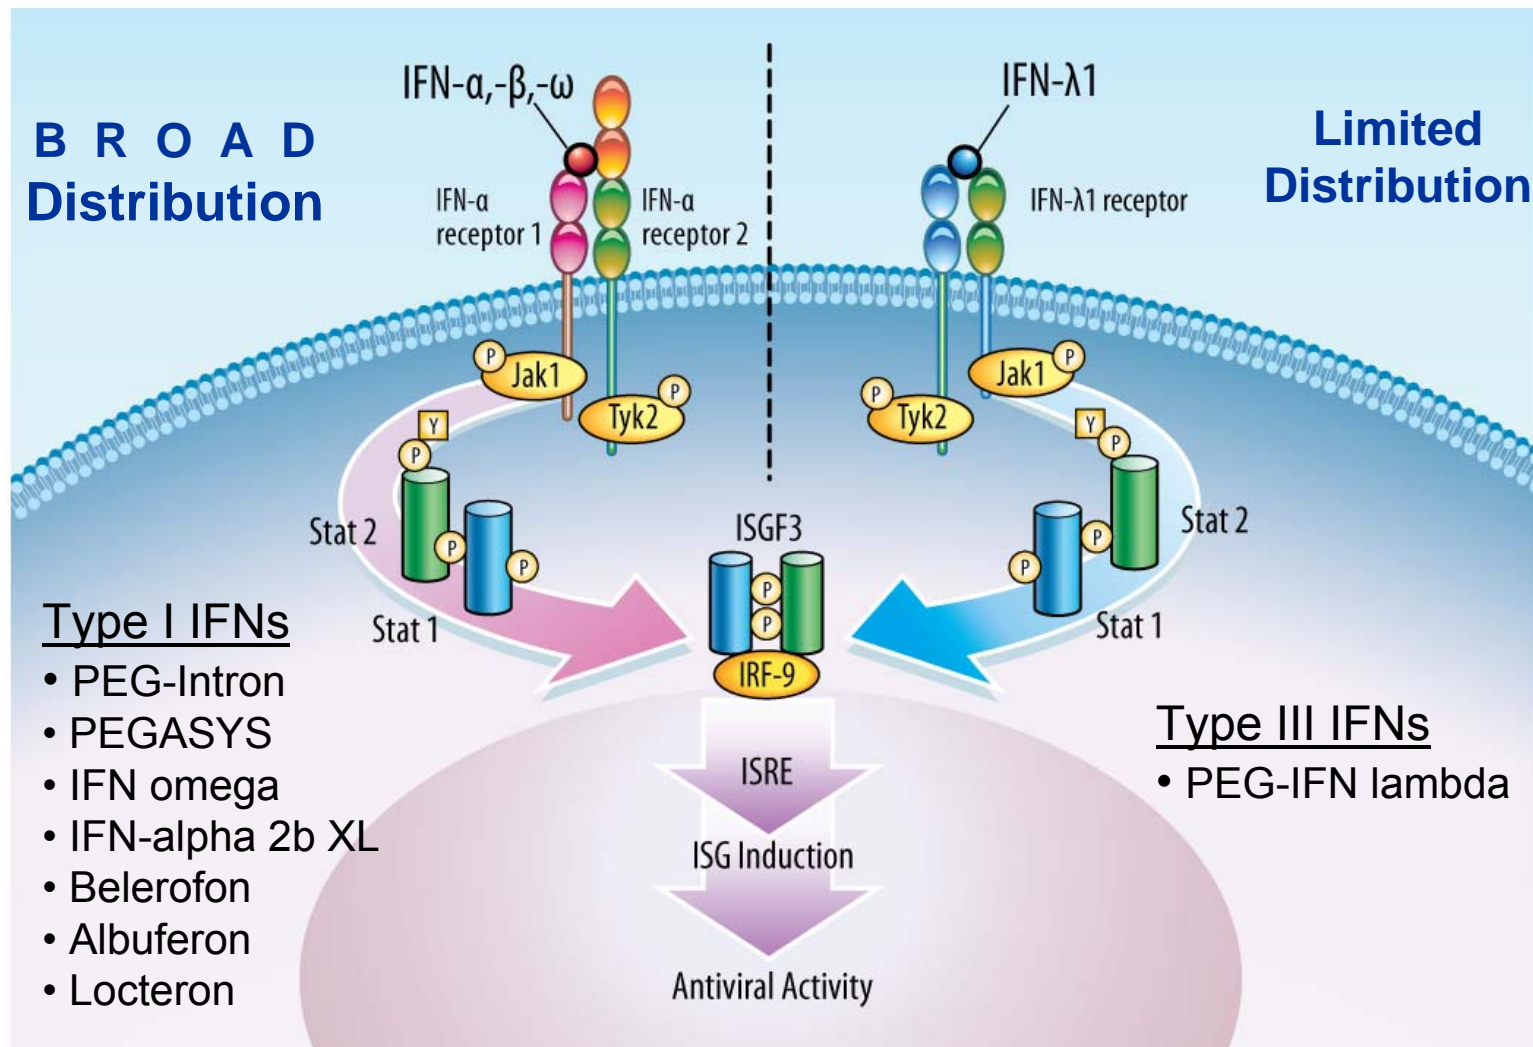 IFN-α,-β,-ω
IFN-λ1
B R O A D
Distribution
Limited
Distribution
IFN-α
receptor 1
IFN-α
receptor 2
IFN-λ1 receptor
P
Jak1
P
Tyk2
P
Jak1
P
Tyk2
Y
P
Stat 2
P
P
Stat 1
Y
P
Stat 2
P
P
Stat 1
ISGF3
P
P
IRF-9
ISRE
ISG Induction
Antiviral Activity
Type I IFNs
• PEG-Intron
• PEGASYS
• IFN omega
• IFN-alpha 2b XL
• Belerofon
• Albuferon
• Locteron
Type III IFNs
• PEG-IFN lambda